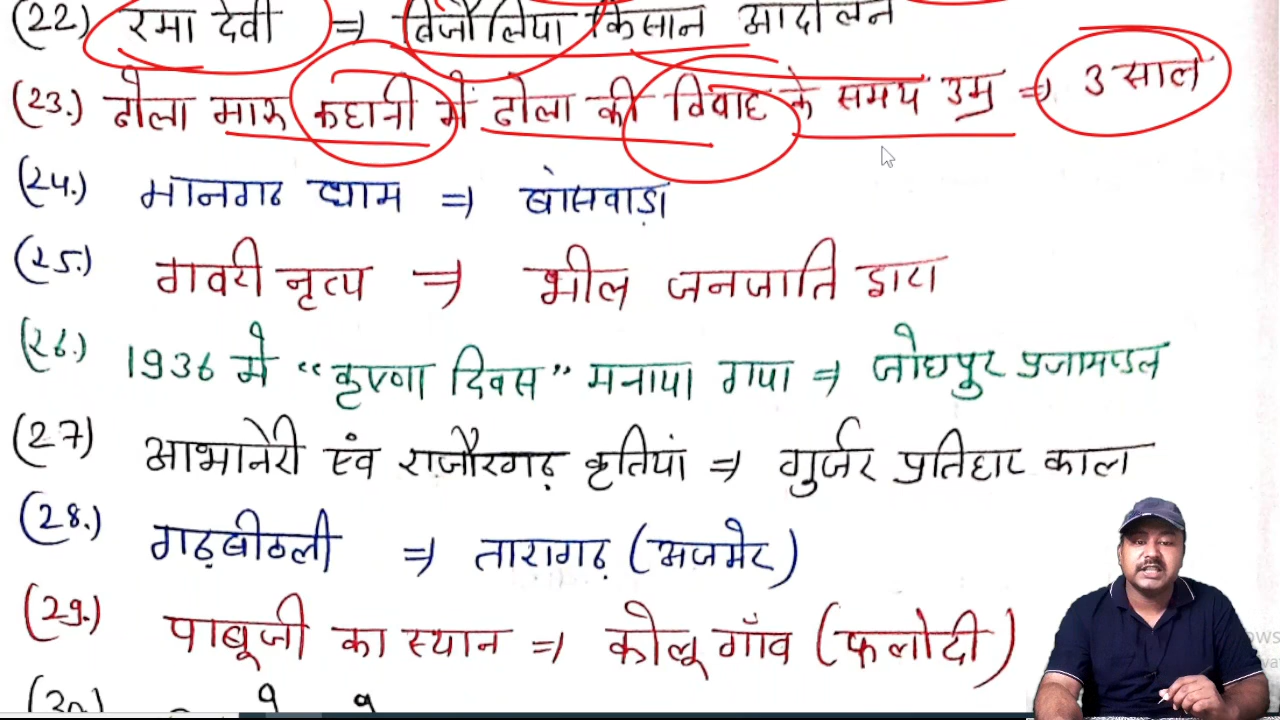 (22) रमा देवी ⇒ बिजौलिया किसान आंदोलन
(23.) ढोला मारू कहानी में ढोला की विवाह के समय उम्र ⇒ 3 साल
(24.) मानगढ धाम ⇒ बांसवाड़ा
(25.) गवरी नृत्य ⇒ भील जनजाति द्वारा
(26.) 1936 मे "कृष्णा दिवस" मनाया गया ⇒ जोधपुर प्रजामण्डल
(27) आभानेरी एंव राजौरगढ़ कृतियां ⇒ गुर्जर प्रतिहार काल
(28.) गढ़बीठली ⇒ तारागढ़ (अजमेर)
(29.) पाबूजी का स्थान ⇒ कोलू गाँव (फलोदी)
(30)